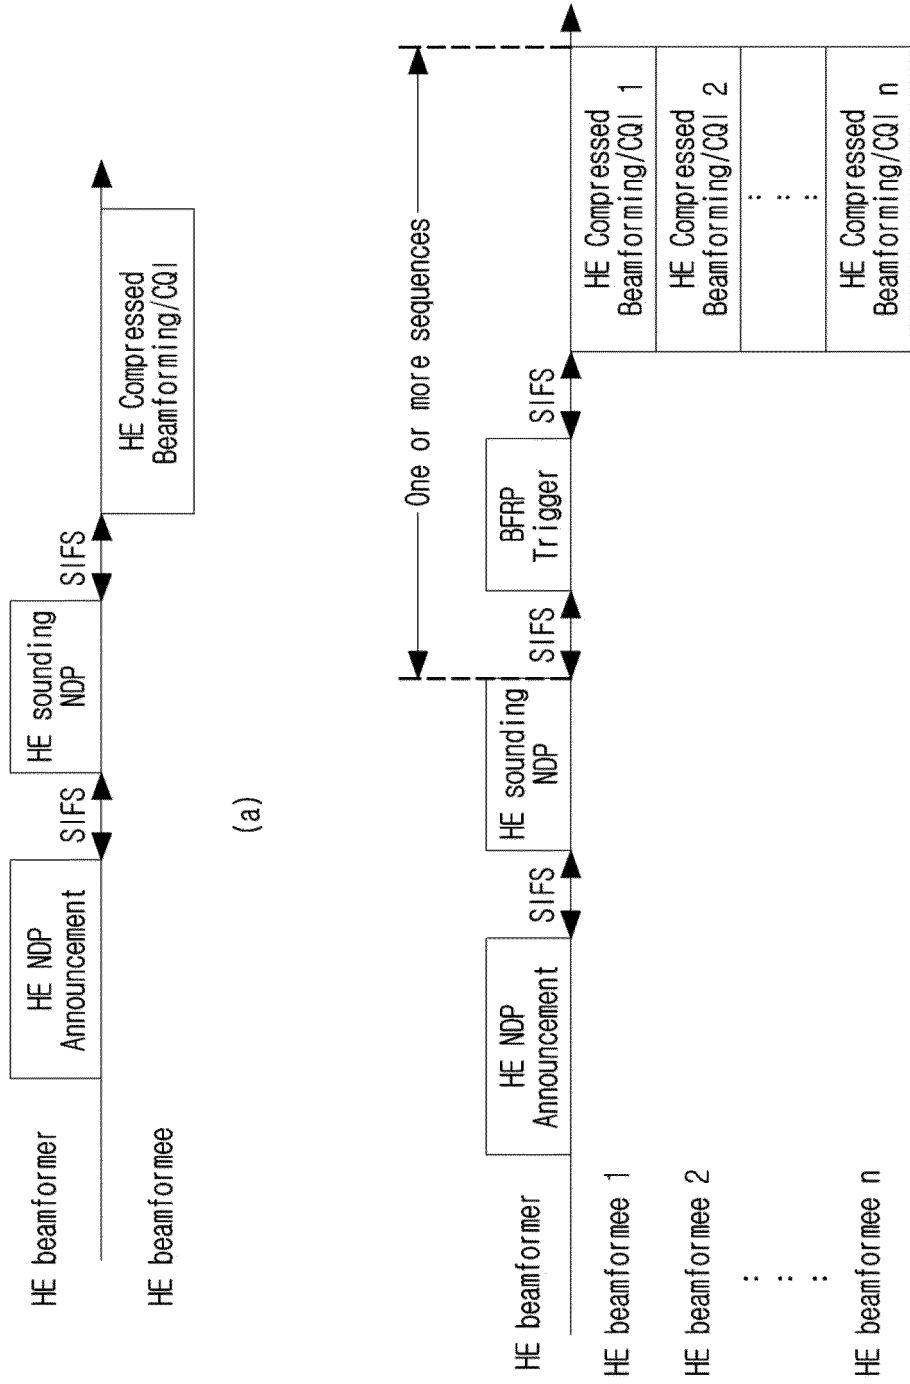 HE beamformer
HE beamformee
HE NDP
Announcement
SIFS
HE sounding
NDP
SIFS
HE Compressed
Beamforming/CQI
(a)
One or more sequences
HE beamformer
HE NDP
Announcement
SIFS
HE sounding
NDP
SIFS
BFRP
Trigger
SIFS
HE beamformee 1
HE Compressed
Beamforming/CQI 1
HE beamformee 2
HE Compressed
Beamforming/CQI 2
HE beamformee n
HE Compressed
Beamforming/CQI n